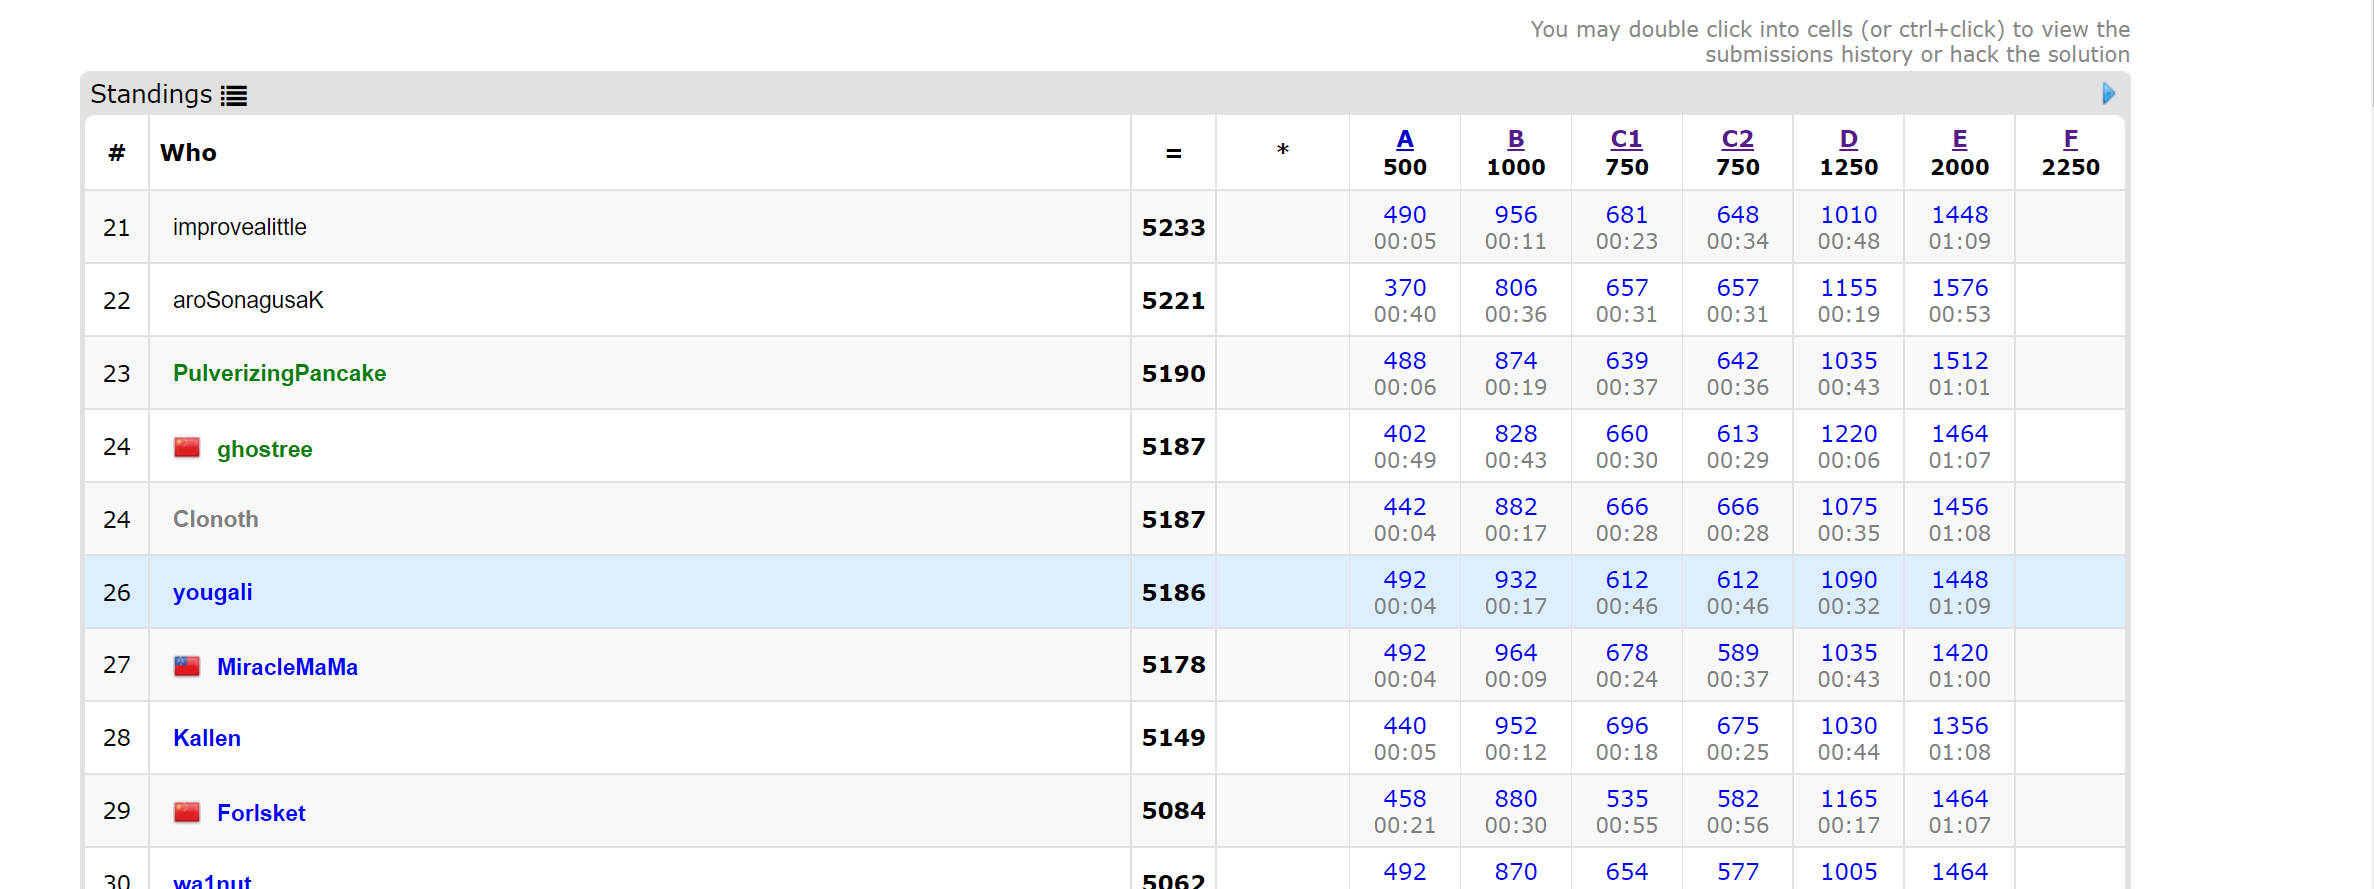 You may double click into cells (or ctrl+click) to view the
submissions history or hack the solution
Standings
# Who = * A B C1 C2 D E F
500 1000 750 750 1250 2000 2250
21 improvealittle 5233 490 956 681 648 1010 1448
00:05 00:11 00:23 00:34 00:48 01:09
22 aroSonagusaK 5221 370 806 657 657 1155 1576
00:40 00:36 00:31 00:31 00:19 00:53
23 PulverizingPancake 5190 488 874 639 642 1035 1512
00:06 00:19 00:37 00:36 00:43 01:01
24 ghostree 5187 402 828 660 613 1220 1464
00:49 00:43 00:30 00:29 00:06 01:07
24 Clonoth 5187 442 882 666 666 1075 1456
00:04 00:17 00:28 00:28 00:35 01:08
26 yougali 5186 492 932 612 612 1090 1448
00:04 00:17 00:46 00:46 00:32 01:09
27 MiracleMaMa 5178 492 964 678 589 1035 1420
00:04 00:09 00:24 00:37 00:43 01:00
28 Kallen 5149 440 952 696 675 1030 1356
00:05 00:12 00:18 00:25 00:44 01:08
29 Forlsket 5084 458 880 535 582 1165 1464
00:21 00:30 00:55 00:56 00:17 01:07
30 wa1nut 5062 492 870 654 577 1005 1464